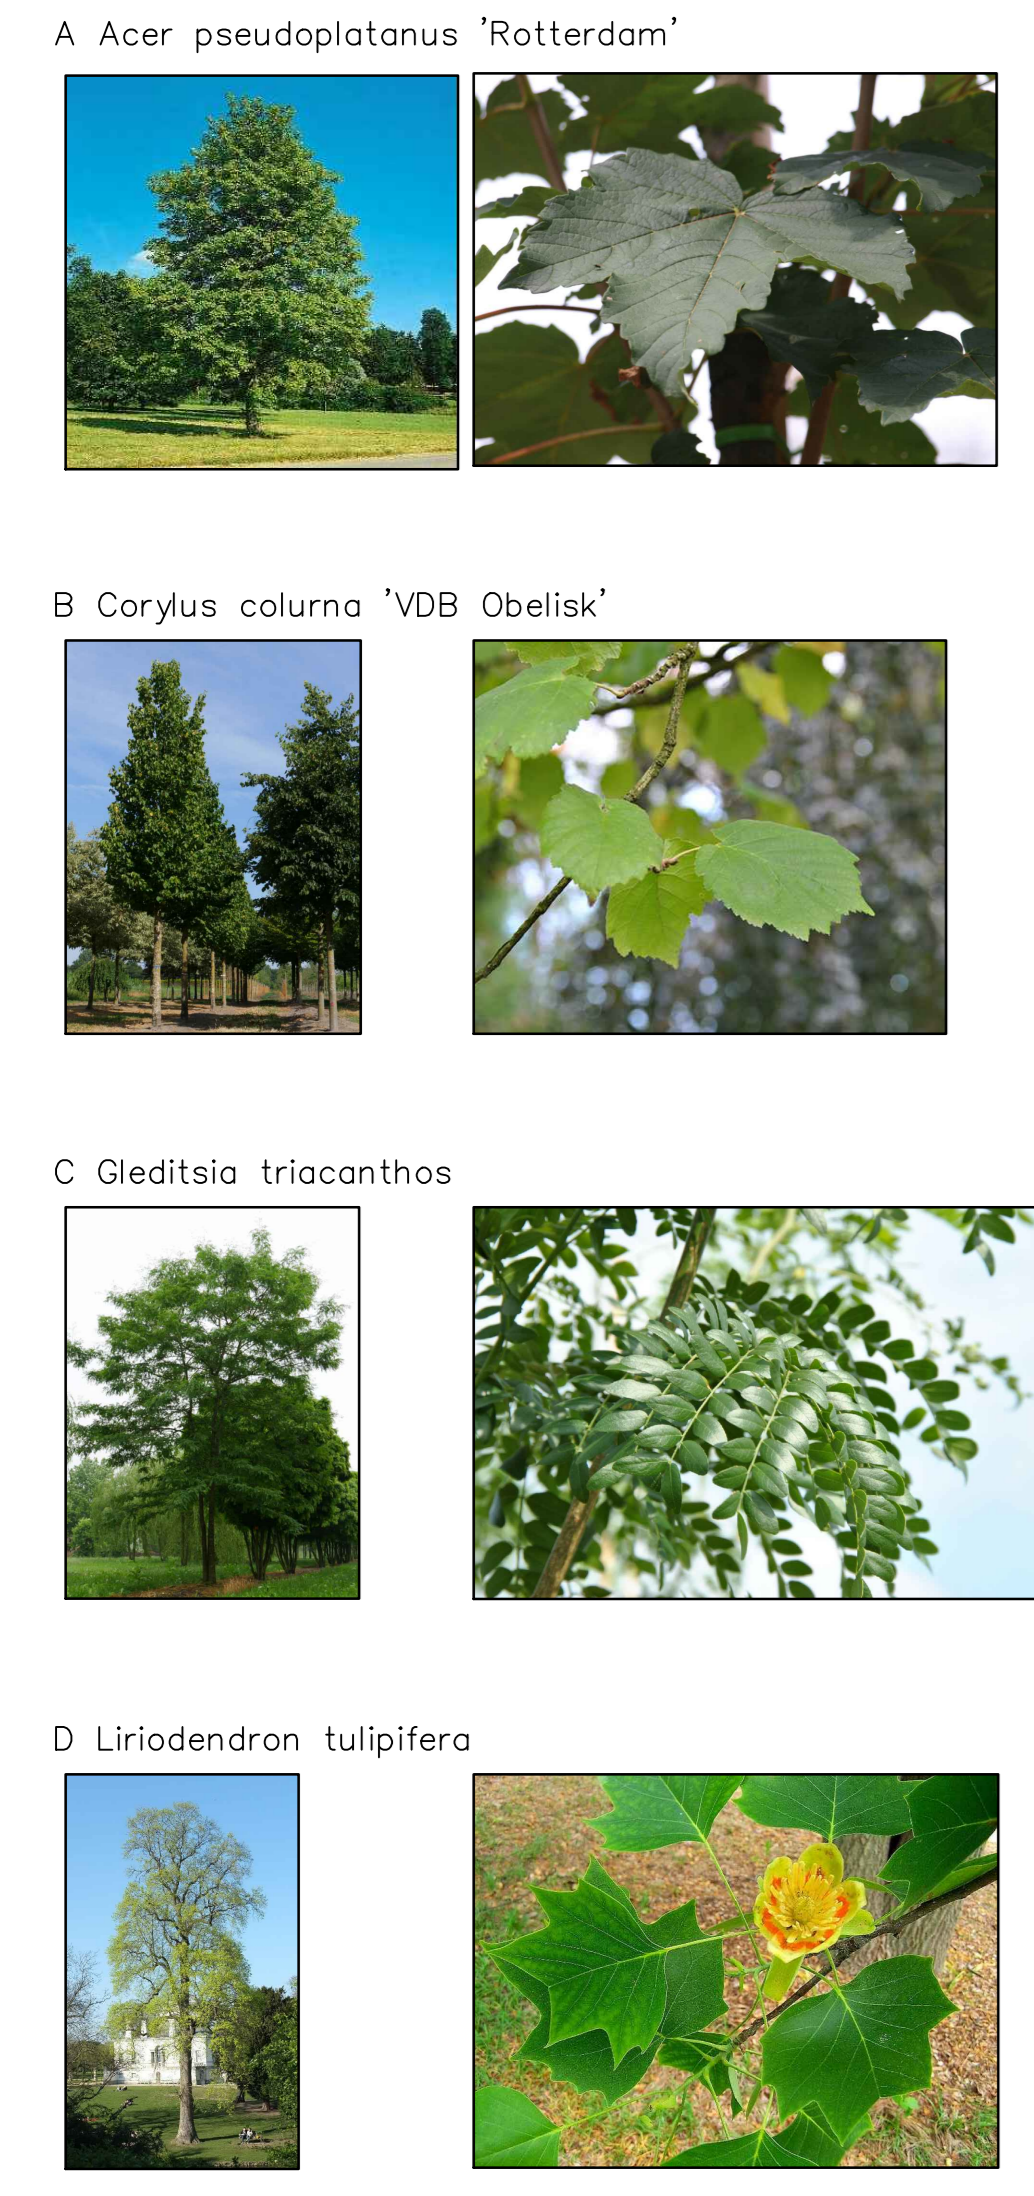 A Acer pseudoplatanus 'Rotterdam'
B Corylus colurna 'VDB Obelisk'
C Gleditsia triacanthos
D Liriodendron tulipifera